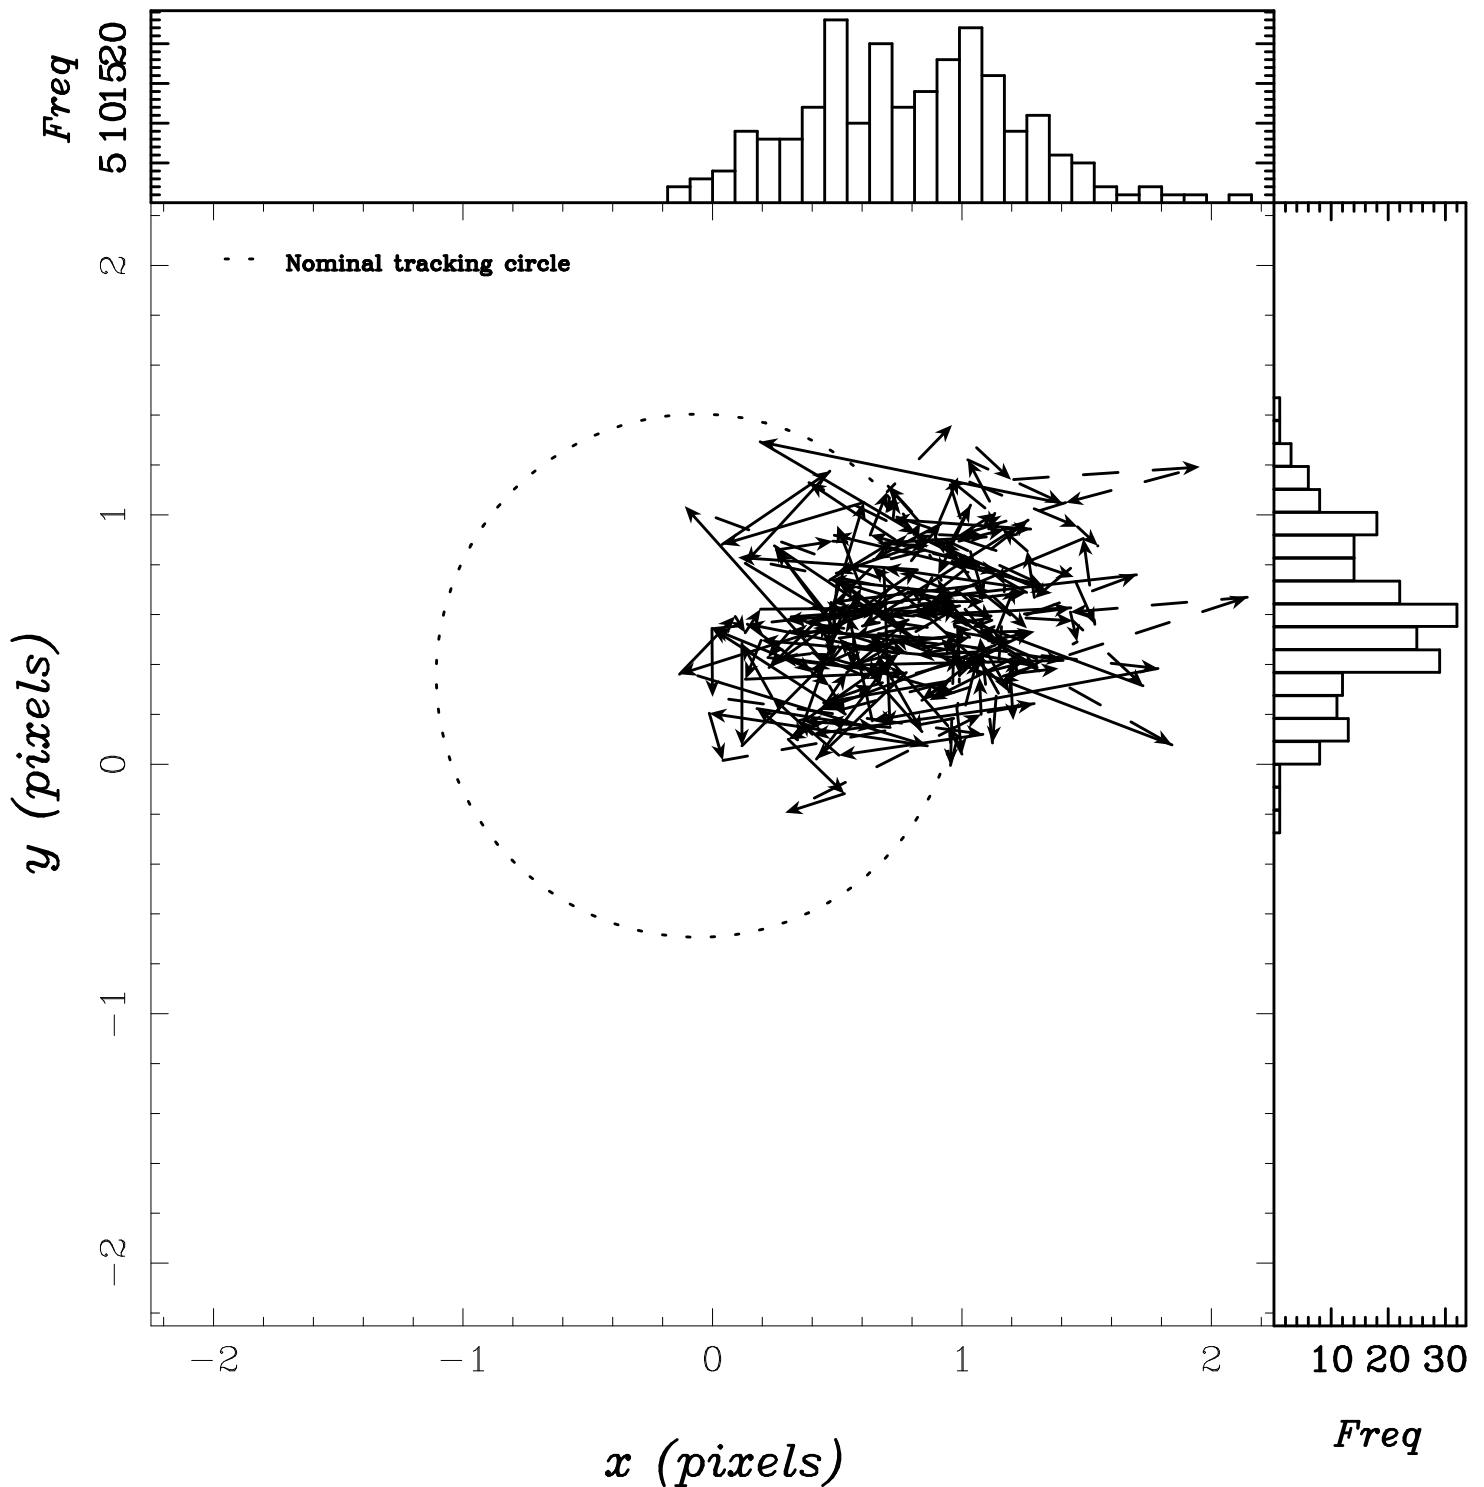 Freq
5 10 15 20
Nominal tracking circle
2
1
0
-1
-2
y (pixels)
-2 -1 0 1 2
10 20 30
x (pixels)
Freq